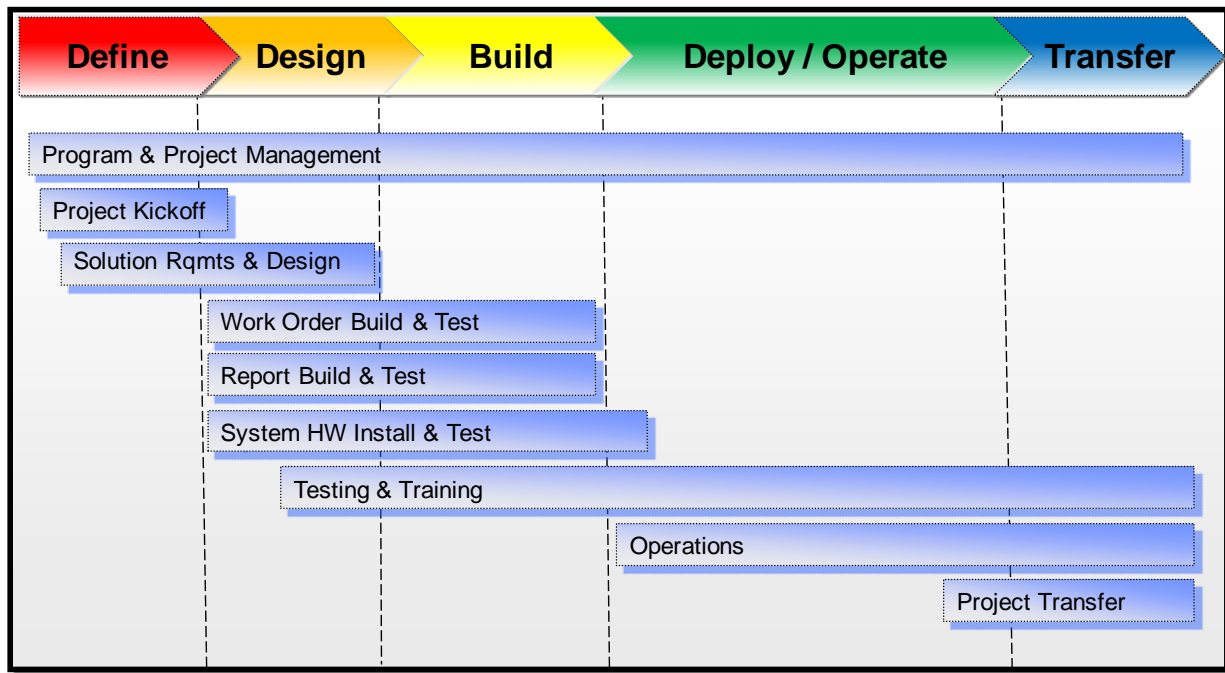 Define
Design
Build
Deploy / Operate
Transfer
Program & Project Management
Project Kickoff
Solution Rqmts & Design
Work Order Build & Test
Report Build & Test
System HW Install & Test
Testing & Training
Operations
Project Transfer